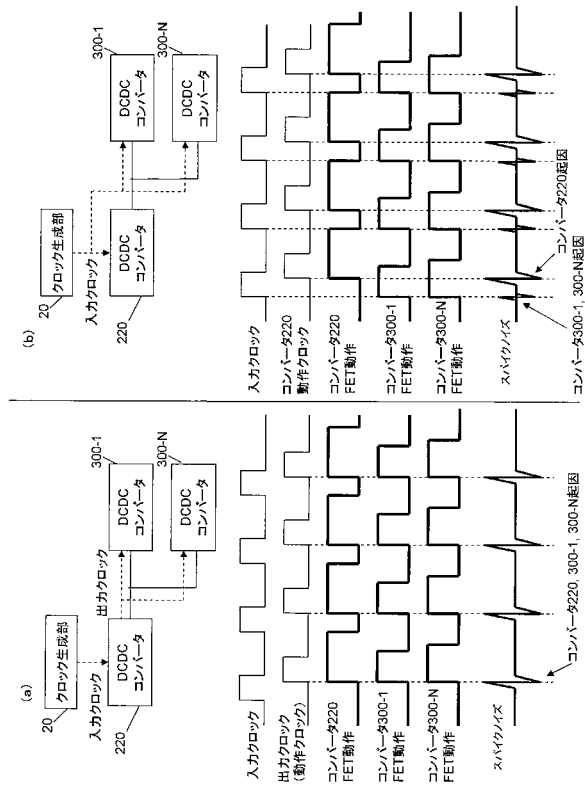 (a)
20
クロック生成部
入力クロック
220
DCDC
コンバータ
出力クロック
300-1
DCDC
コンバータ
300-N
DCDC
コンバータ
入力クロック
出力クロック
(動作クロック)
コンバータ220
FET動作
コンバータ300-1
FET動作
コンバータ300-N
FET動作
スパイクノイズ
コンバータ220, 300-1, 300-N起因
(b)
20
クロック生成部
入力クロック
220
DCDC
コンバータ
300-1
DCDC
コンバータ
300-N
DCDC
コンバータ
入力クロック
コンバータ220
動作クロック
コンバータ220
FET動作
コンバータ300-1
FET動作
コンバータ300-N
FET動作
スパイクノイズ
コンバータ220起因
コンバータ300-1, 300-N起因